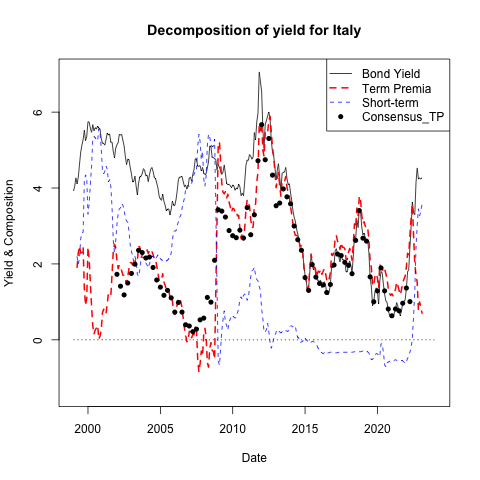 Decomposition of yield for Italy
Bond Yield
Term Premia
Short-term
Consensus_TP
Yield & Composition
6
4
2
0
2000 2005 2010 2015 2020
Date